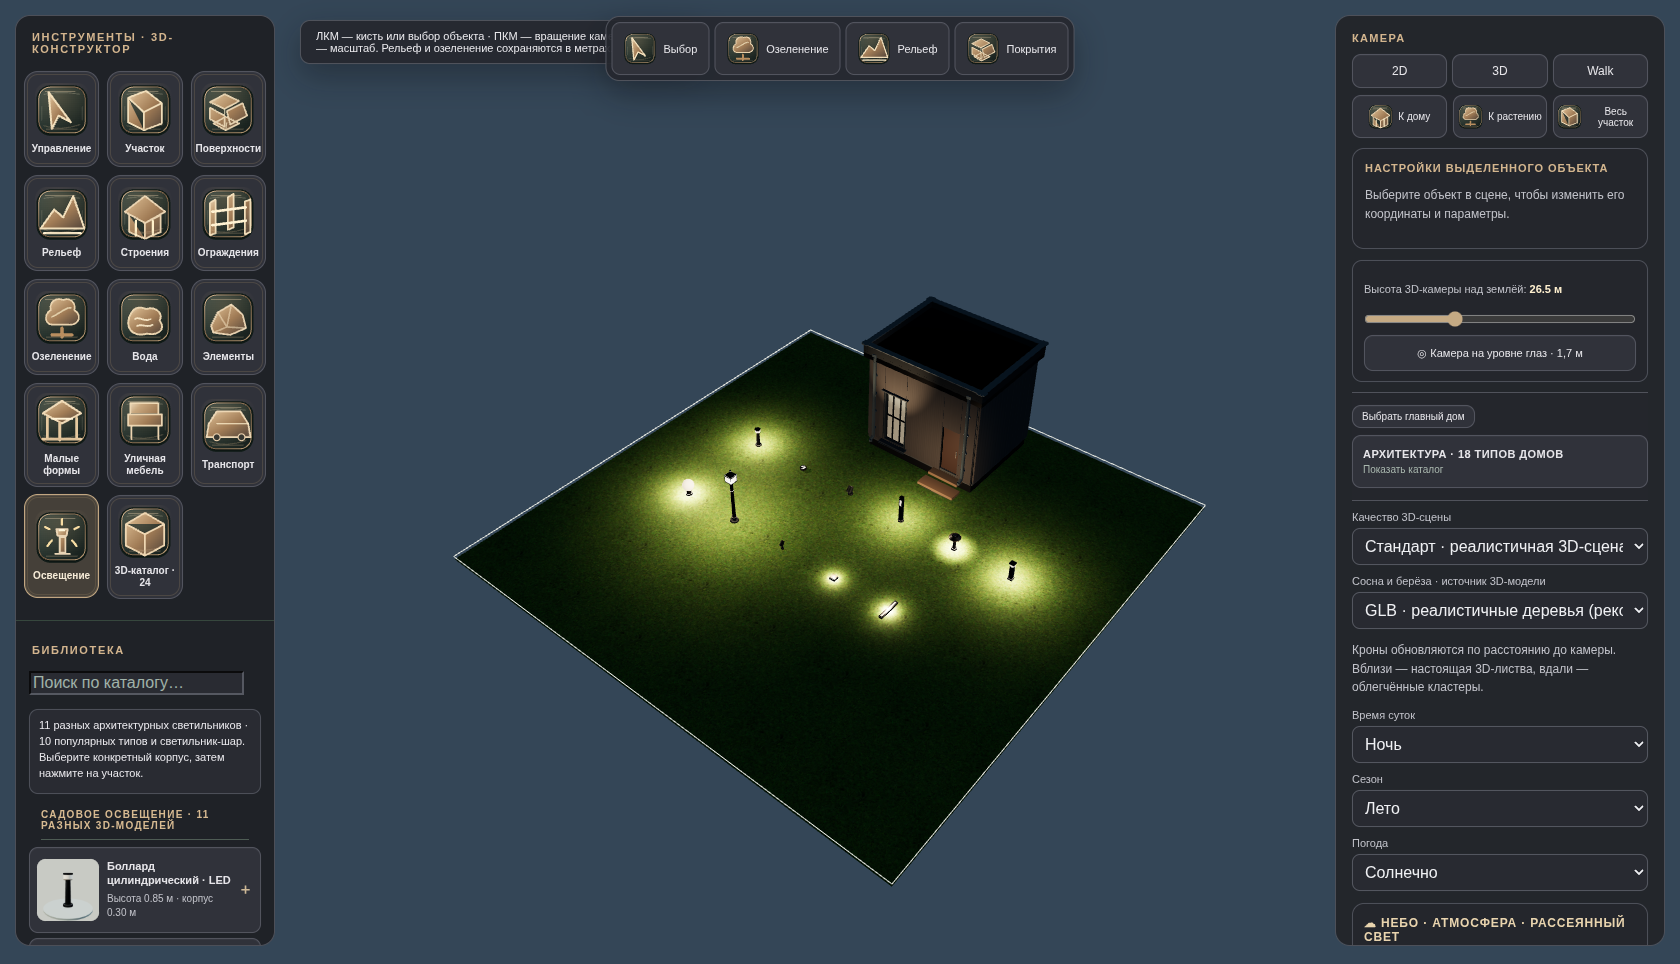 ИНСТРУМЕНТЫ · 3D-
КОНСТРУКТОР
Управление
Участок
Поверхности
Рельеф
Строения
Ограждения
Озеленение
Вода
Элементы
Малые
формы
Уличная
мебель
Транспорт
Освещение
3D-каталог ·
24
БИБЛИОТЕКА
Поиск по каталогу…
11 разных архитектурных светильников ·
10 популярных типов и светильник-шар.
Выберите конкретный корпус, затем
нажмите на участок.
САДОВОЕ ОСВЕЩЕНИЕ · 11
РАЗНЫХ 3D-МОДЕЛЕЙ
Боллард
цилиндрический · LED
Высота 0.85 м · корпус
0.30 м
+
ЛКМ — кисть или выбор объекта · ПКМ — вращение
— масштаб. Рельеф и озеленение сохраняются в
Выбор
Озеленение
Рельеф
Покрытия
КАМЕРА
2D
3D
Walk
К дому
К растению
Весь
участок
НАСТРОЙКИ ВЫДЕЛЕННОГО ОБЪЕКТА
Выберите объект в сцене, чтобы изменить его
координаты и параметры.
Высота 3D-камеры над землёй: 26.5 м
◎ Камера на уровне глаз · 1,7 м
Выбрать главный дом
АРХИТЕКТУРА · 18 ТИПОВ ДОМОВ
Показать каталог
Качество 3D-сцены
Стандарт · реалистичная 3D-сцена
Сосна и берёза · источник 3D-модели
GLB · реалистичные деревья
Кроны обновляются по расстоянию до камеры.
Вблизи — настоящая 3D-листва, вдали —
облегчённые кластеры.
Время суток
Ночь
Сезон
Лето
Погода
Солнечно
☁ НЕБО · АТМОСФЕРА · РАССЕЯННЫЙ
СВЕТ